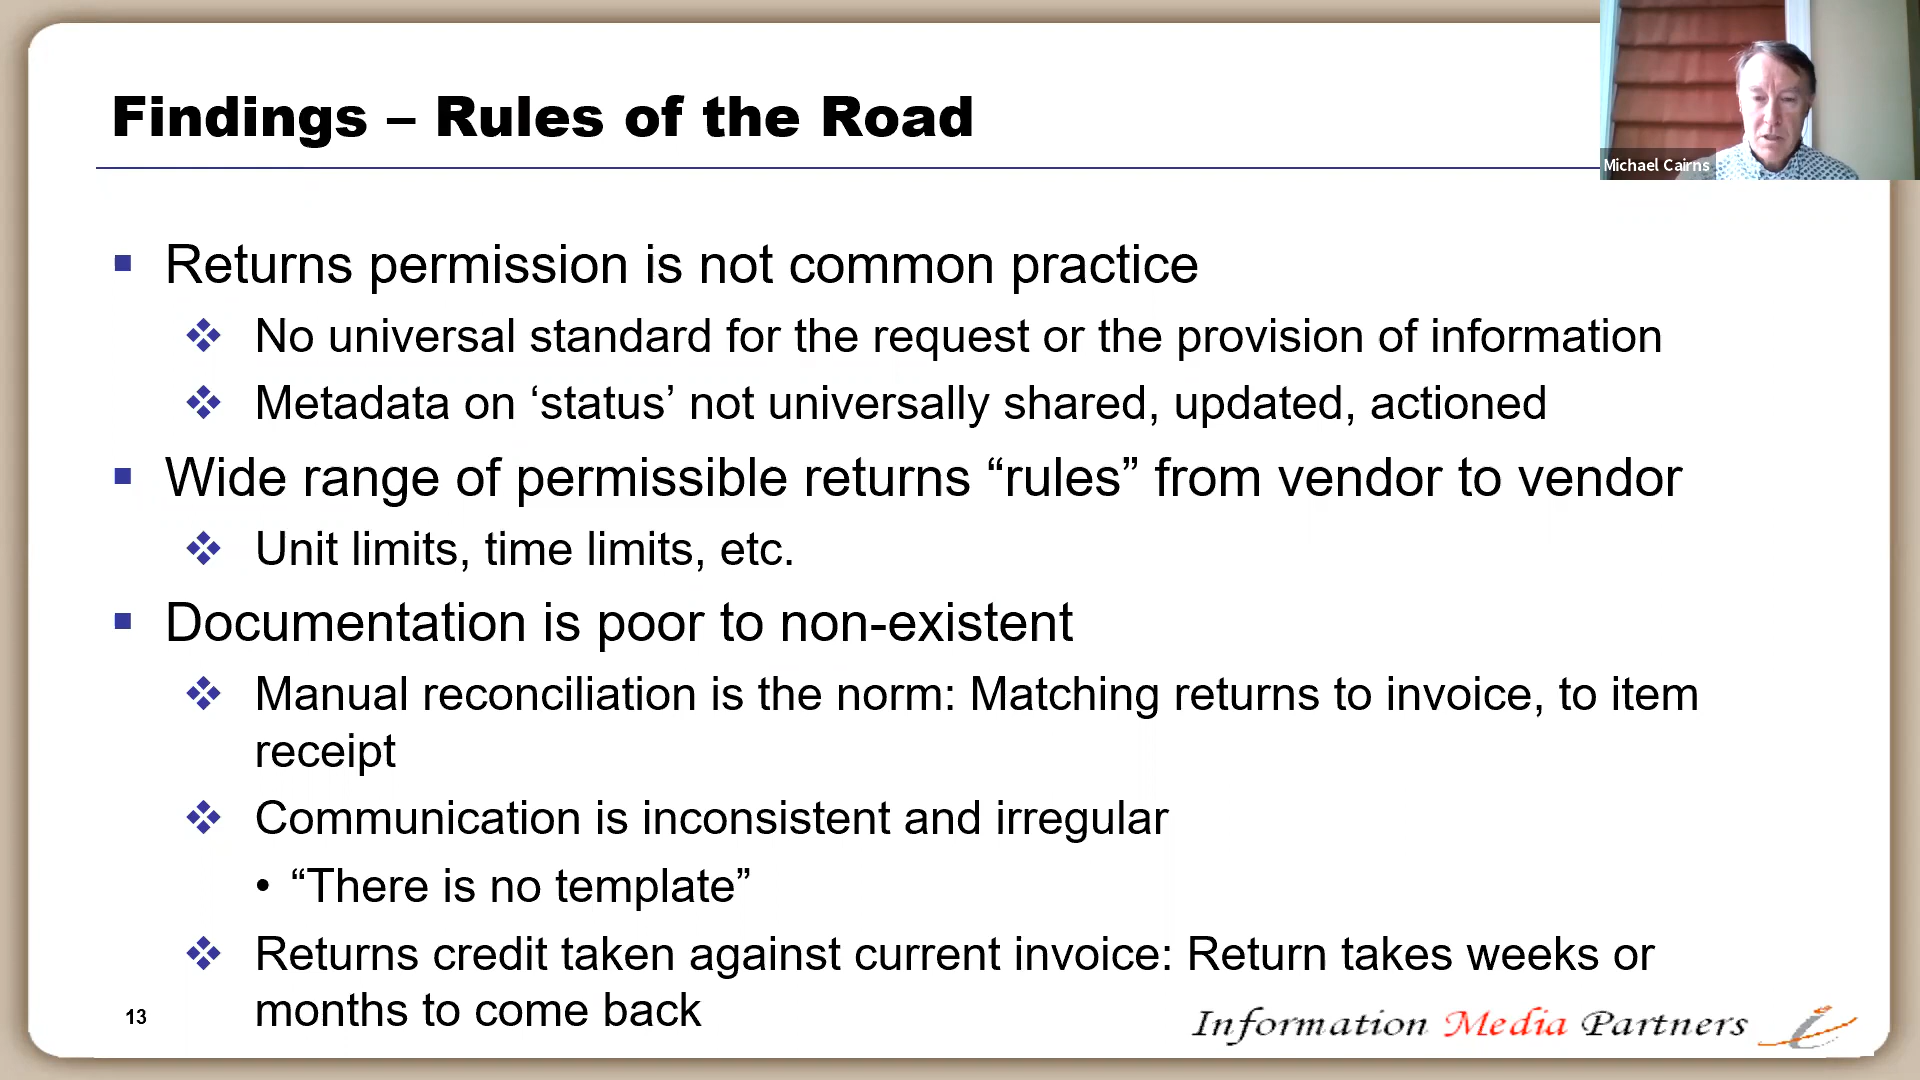 Findings – Rules of the Road
Michael Cairns
Returns permission is not common practice
No universal standard for the request or the provision of information
Metadata on ‘status’ not universally shared, updated, actioned
Wide range of permissible returns “rules” from vendor to vendor
Unit limits, time limits, etc.
Documentation is poor to non-existent
Manual reconciliation is the norm: Matching returns to invoice, to item
receipt
Communication is inconsistent and irregular
• “There is no template”
Returns credit taken against current invoice: Return takes weeks or
months to come back
13
Information Media Partners